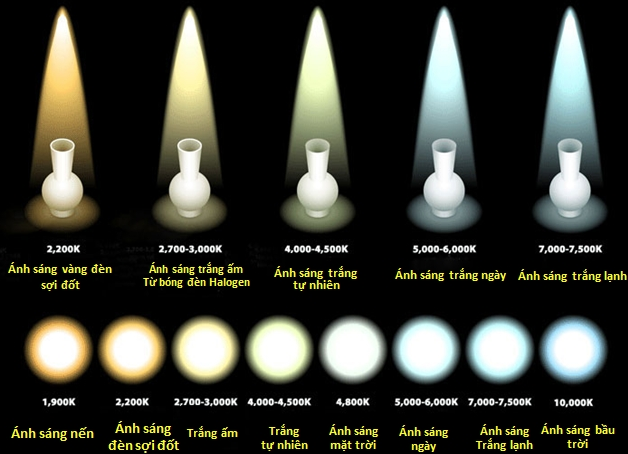 2,200K 2,700-3,000K 4,000-4,500K 5,000-6,000K 7,000-7,500K
Ánh sáng vàng đèn
sợi đốt
Ánh sáng trắng ấm
Từ bóng đèn Halogen
Ánh sáng trắng
tự nhiên
Ánh sáng trắng ngày
Ánh sáng trắng lạnh
1,900K 2,200K 2,700-3,000K 4,000-4,500K 4,800K 5,000-6,000K 7,000-7,500K 10,000K
Ánh sáng nến
Ánh sáng
đèn sợi đốt
Trắng ấm
Trắng
tự nhiên
Ánh sáng
mặt trời
Ánh sáng
ngày
Ánh sáng
Trắng lạnh
Ánh sáng bầu
trời